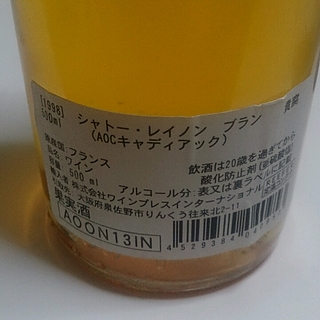 [1998]
500ml
シャトー・レイノン ブラン
(AOCキャディアック)
原産国:フランス
品名:ワイン
容量:500 ml
輸入者:株式会社ワインプレスインターナショナル
引取先:大阪府泉佐野市りんくう往来北2-11
果実酒
AOON13IN
飲酒は20歳を過ぎてから
酸化防止剤
アルコール分:表又は裏ラベルに記載
4529384